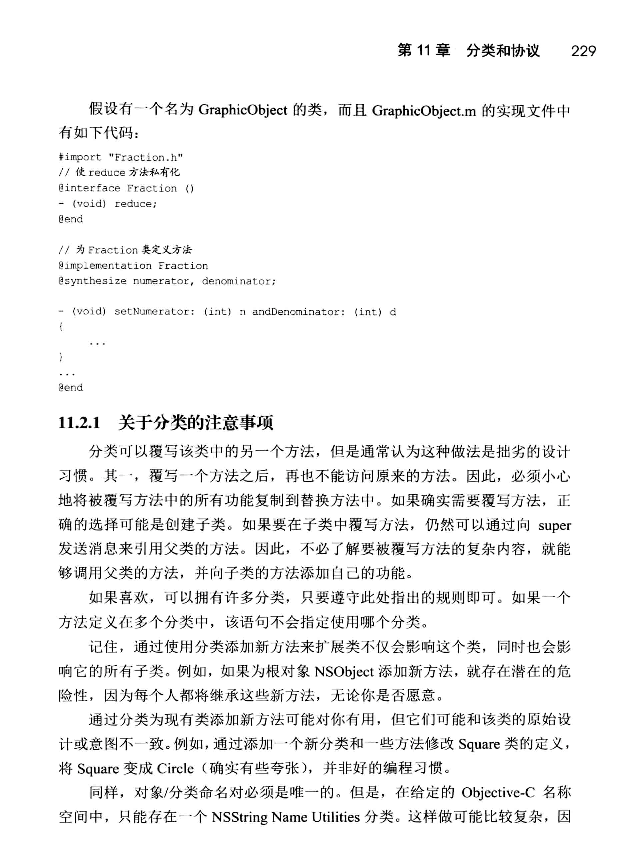 第 11 章 分类和协议 229
假设有一个名为 GraphicObject 的类，而且 GraphicObject.m 的实现文件中
有如下代码：
#import "Fraction.h"
// 使 reduce 方法私有化
@interface Fraction ()
- (void) reduce;
@end
// 为 Fraction 类定义方法
@implementation Fraction
@synthesize numerator, denominator;
- (void) setNumerator: (int) n andDenominator: (int) d
{
...
}
...
@end
11.2.1 关于分类的注意事项
分类可以覆写该类中的另一个方法，但是通常认为这种做法是拙劣的设计
习惯。其一，覆写一个方法之后，再也不能访问原来的方法。因此，必须小心
地将被覆写方法中的所有功能复制到替换方法中。如果确实需要覆写方法，正
确的选择可能是创建子类。如果要在子类中覆写方法，仍然可以通过向 super
发送消息来引用父类的方法。因此，不必了解要被覆写方法的复杂内容，就能
够调用父类的方法，并向子类的方法添加自己的功能。
如果喜欢，可以拥有许多分类，只要遵守此处指出的规则即可。如果一个
方法定义在多个分类中，该语句不会指定使用哪个分类。
记住，通过使用分类添加新方法来扩展类不仅会影响这个类，同时也会影
响它的所有子类。例如，如果为根对象 NSObject 添加新方法，就存在潜在的危
险性，因为每个人都将继承这些新方法，无论你是否愿意。
通过分类为现有类添加新方法可能对你有用，但它们可能和该类的原始设
计或意图不一致。例如，通过添加一个新分类和一些方法修改 Square 类的定义，
将 Square 变成 Circle（确实有些夸张），并非好的编程习惯。
同样，对象/分类命名对必须是唯一的。但是，在给定的 Objective-C 名称
空间中，只能存在一个 NSString Name Utilities 分类。这样做可能比较复杂，因